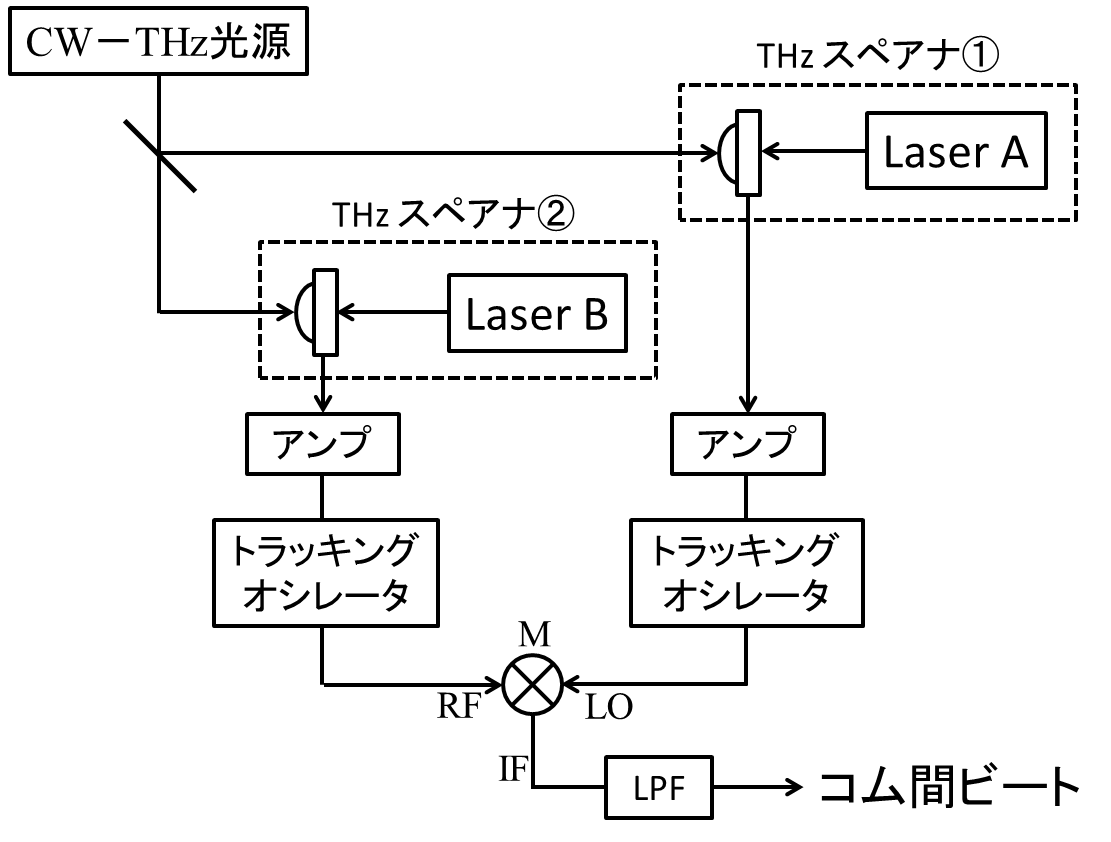 CW－THz光源
THz スペアナ①
Laser A
THz スペアナ②
Laser B
アンプ
アンプ
トラッキング
オシレータ
トラッキング
オシレータ
M
RF
LO
IF
LPF
コム間ビート